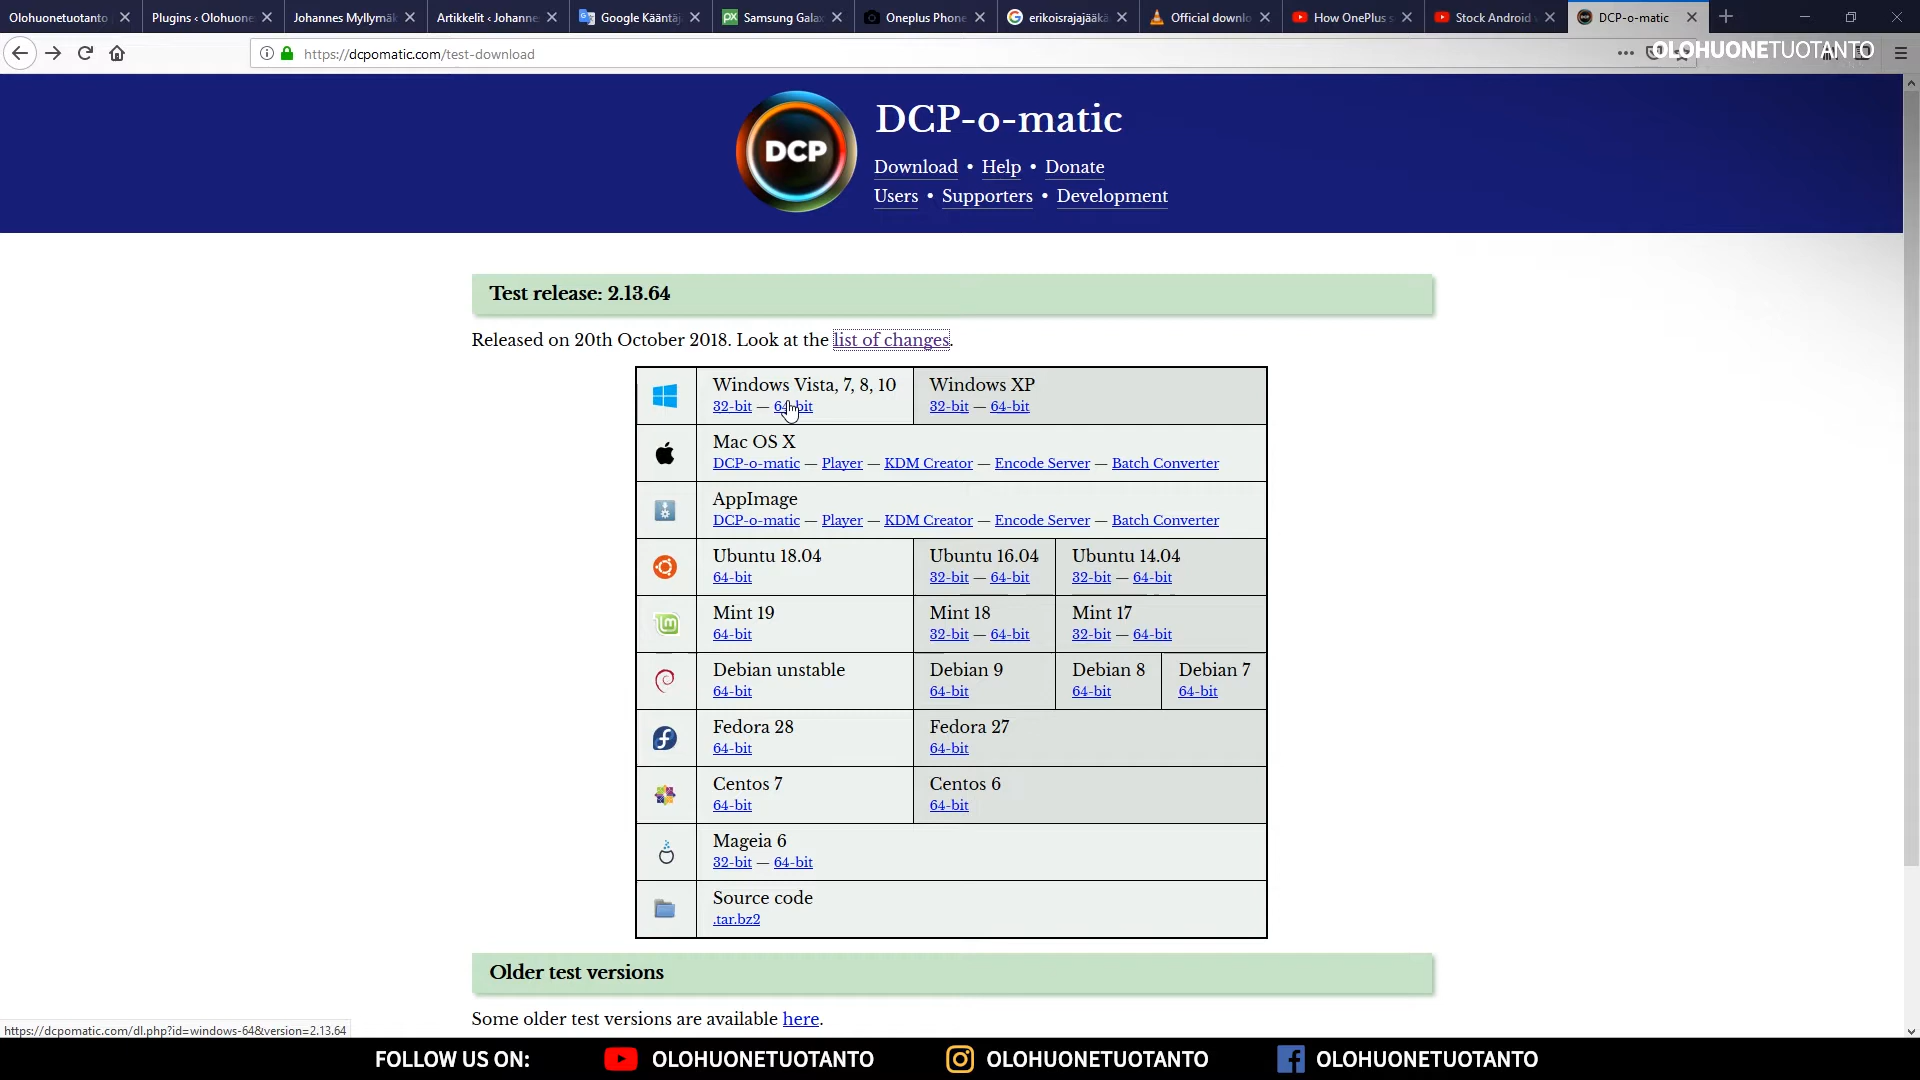 Olohuonetuotanto
Plugins ‹ Olohuone
Johannes Myllymäk
Artikkelit ‹ Johanne
Google Kääntäj
Samsung Gala
Oneplus Phone
erikoisrajajääkä
Official downlo
How OnePlus s
Stock Android
DCP-o-matic
https://dcpomatic.com/test-download
OLOHUONETUOTANTO
DCP
DCP-o-matic
Download • Help • Donate
Users • Supporters • Development
Test release: 2.13.64
Released on 20th October 2018. Look at the list of changes.
Windows Vista, 7, 8, 10
32-bit — 64-bit
Windows XP
32-bit — 64-bit
Mac OS X
DCP-o-matic — Player — KDM Creator — Encode Server — Batch Converter
AppImage
DCP-o-matic — Player — KDM Creator — Encode Server — Batch Converter
Ubuntu 18.04
64-bit
Ubuntu 16.04
32-bit — 64-bit
Ubuntu 14.04
32-bit — 64-bit
Mint 19
64-bit
Mint 18
32-bit — 64-bit
Mint 17
32-bit — 64-bit
Debian unstable
64-bit
Debian 9
64-bit
Debian 8
64-bit
Debian 7
64-bit
Fedora 28
64-bit
Fedora 27
64-bit
Centos 7
64-bit
Centos 6
64-bit
Mageia 6
32-bit — 64-bit
Source code
.tar.bz2
Older test versions
Some older test versions are available here.
https://dcpomatic.com/dl.php?id=windows-64&version=2.13.64
FOLLOW US ON: OLOHUONETUOTANTO OLOHUONETUOTANTO OLOHUONETUOTANTO